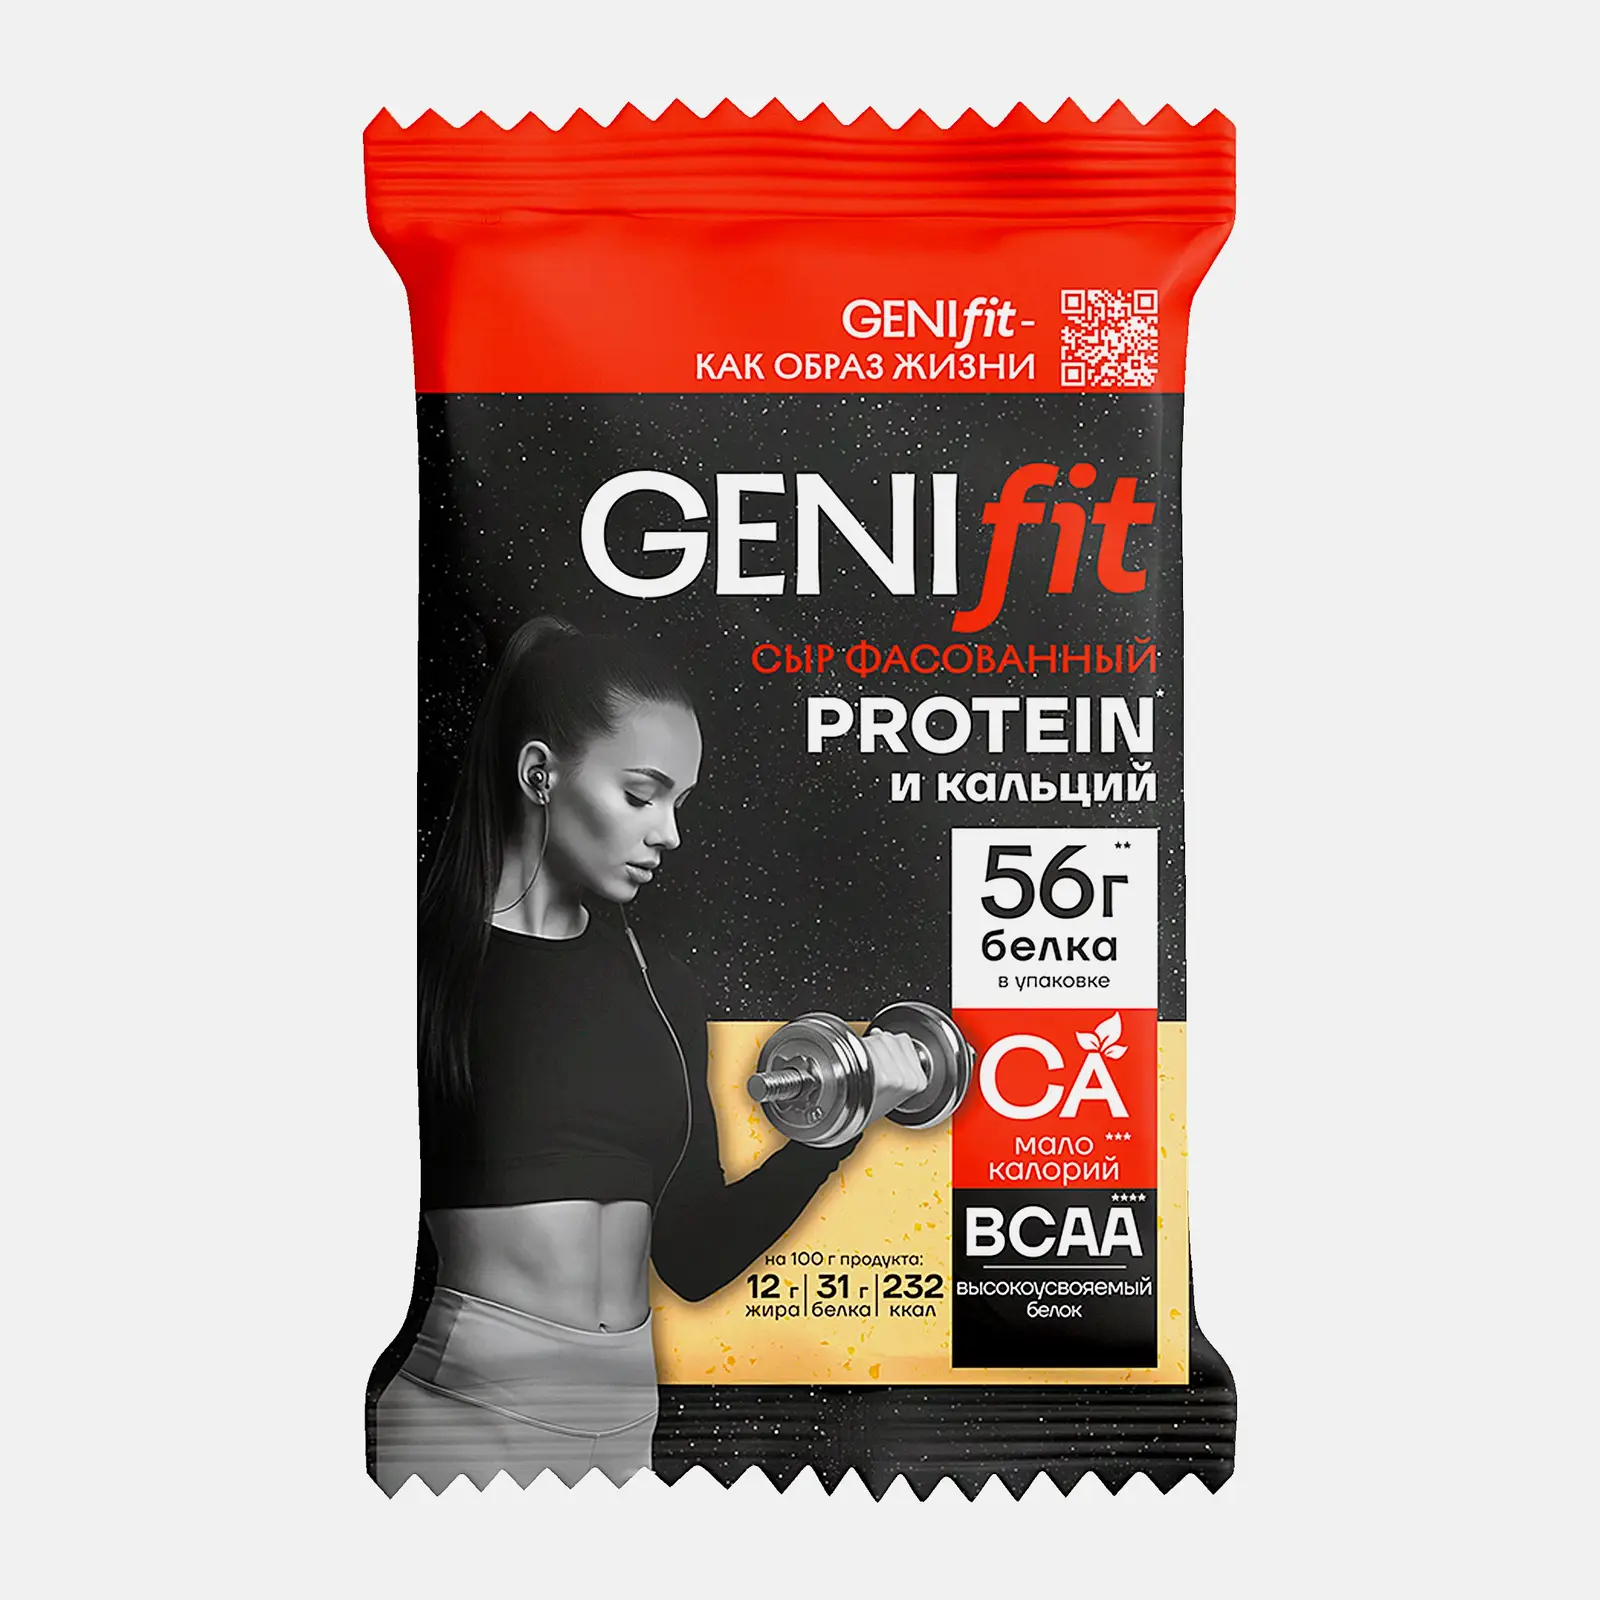 GENIfit-
КАК ОБРАЗ ЖИЗНИ
GENIfit
СЫР ФАСОВАННЫЙ
PROTEIN*
и кальций
56г**
белка
в упаковке
CA
мало***
калорий
BCAA****
высокоусвояемый
белок
на 100 г продукта:
12 г 31 г 232
жира белка ккал